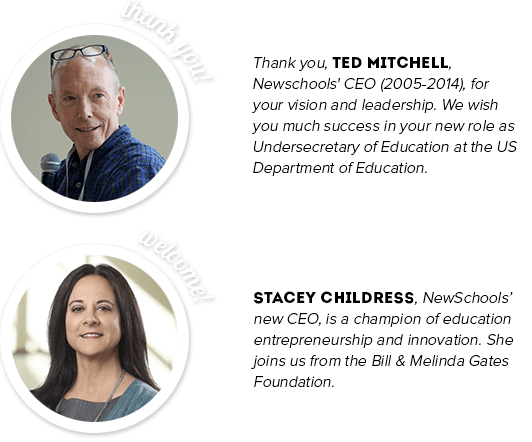 thank you!
Thank you, TED MITCHELL,
Newschools' CEO (2005-2014), for
your vision and leadership. We wish
you much success in your new role as
Undersecretary of Education at the US
Department of Education.
welcome!
STACEY CHILDRESS, NewSchools’
new CEO, is a champion of education
entrepreneurship and innovation. She
joins us from the Bill & Melinda Gates
Foundation.